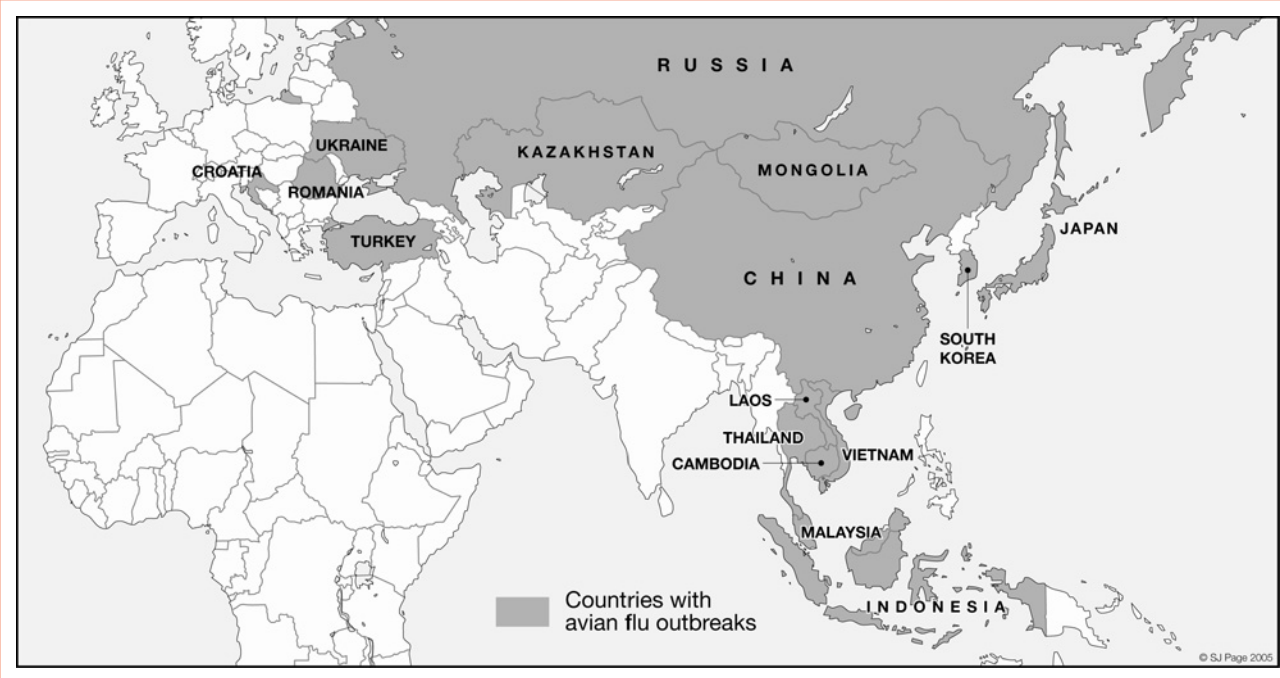 RUSSIA
UKRAINE
KAZAKHSTAN
CROATIA
MONGOLIA
ROMANIA
JAPAN
TURKEY
CHINA
SOUTH
KOREA
LAOS
THAILAND
VIETNAM
CAMBODIA
MALAYSIA
Countries with
avian flu outbreaks
INDONESIA
© SJ Page 2005